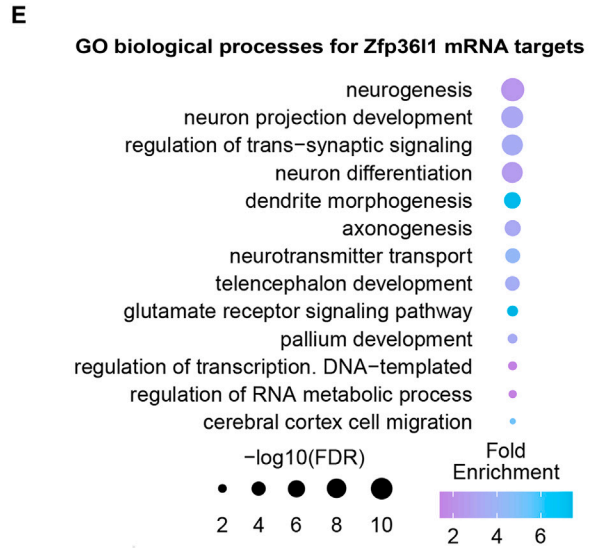 E
GO biological processes for Zfp36l1 mRNA targets
neurogenesis
neuron projection development
regulation of trans−synaptic signaling
neuron differentiation
dendrite morphogenesis
axonogenesis
neurotransmitter transport
telencephalon development
glutamate receptor signaling pathway
pallium development
regulation of transcription. DNA−templated
regulation of RNA metabolic process
cerebral cortex cell migration
−log10(FDR)
2 4 6 8 10
Fold
Enrichment
2 4 6